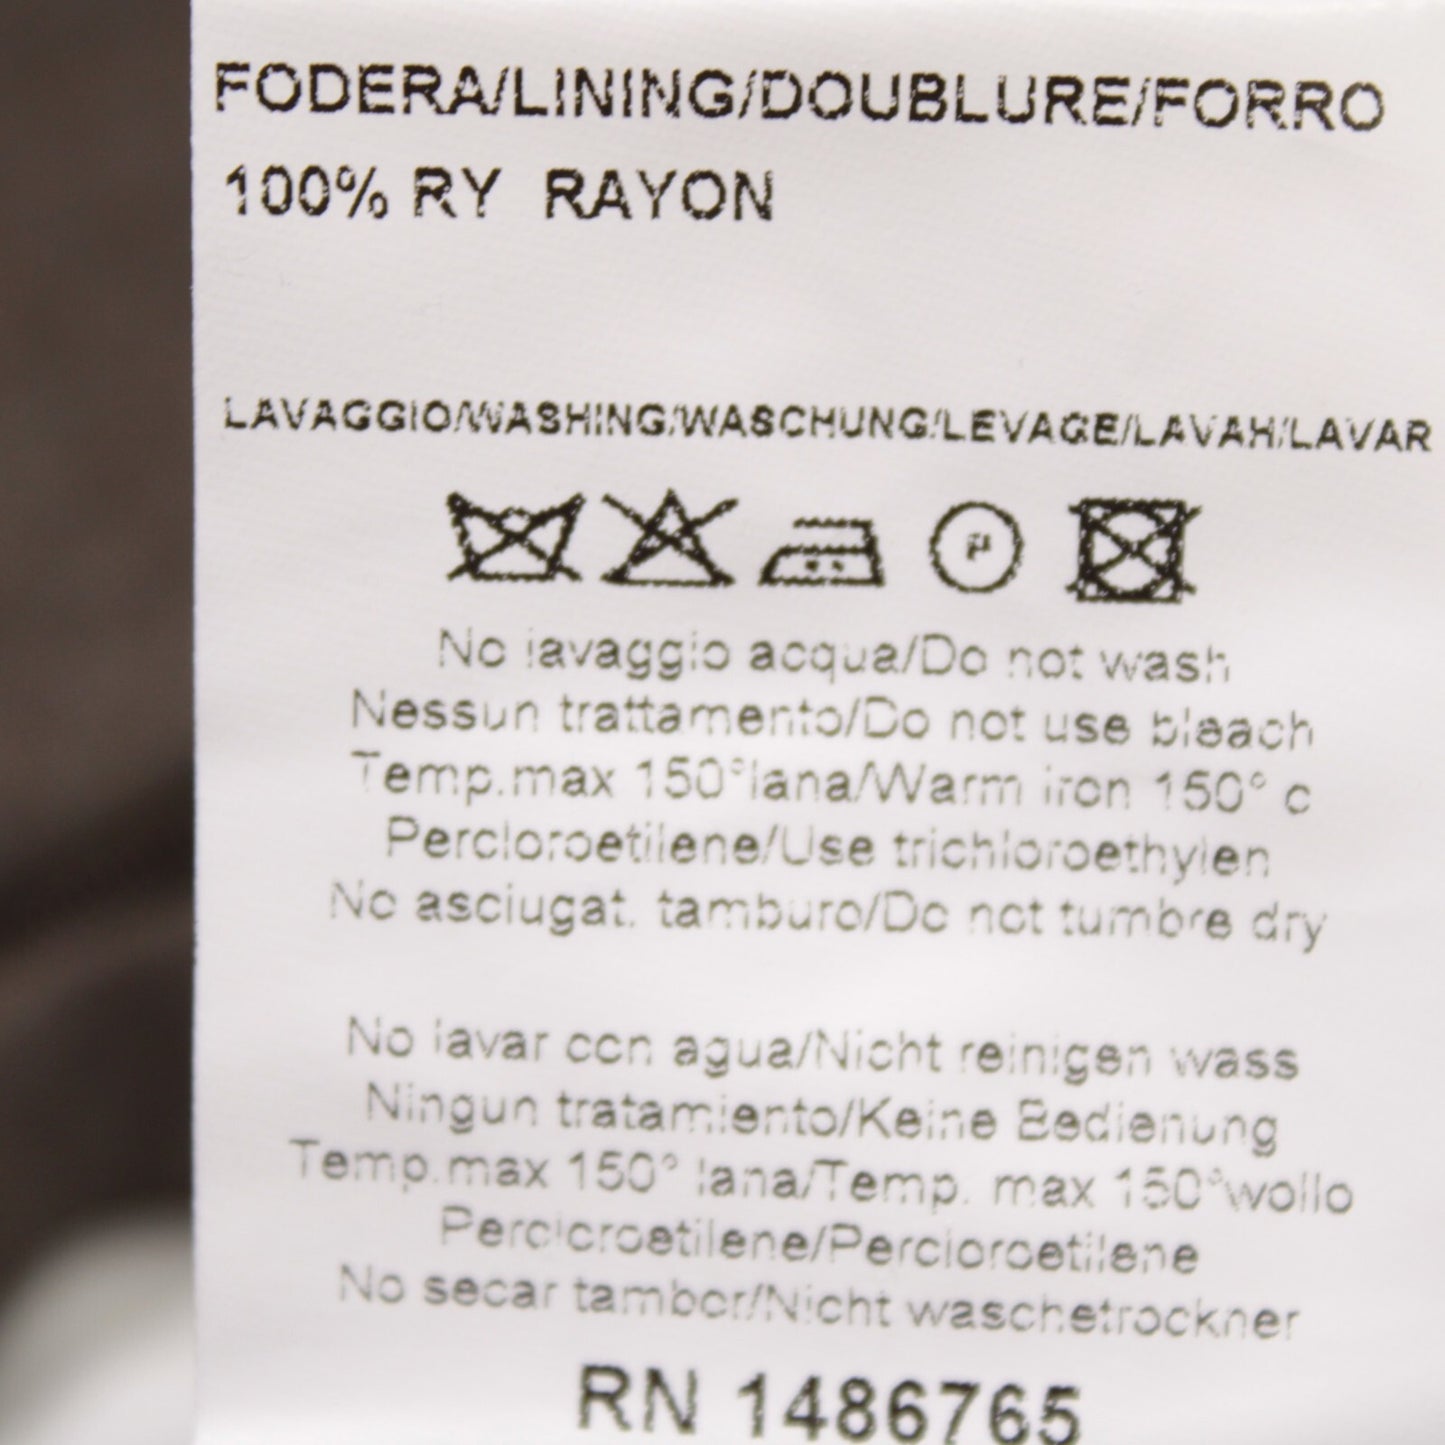 FODERA/LINING/DOUBLURE/FORRO
100% RY RAYON
LAVAGGIO/WASHING/WASCHUNG/LEVAGE/LAVAH/LAVAR
P
No lavaggio acqua/Do not wash
Nessun trattamento/Do not use bleach
Temp.max 150°lana/Warm iron 150° c
Percloroetilene/Use trichloroethylen
No asciugat. tamburo/Do not tumbre dry
No lavar con agua/Nicht reinigen wass
Ningun tratamiento/Keine Bedienung
Temp.max 150° lana/Temp. max 150°wollo
Percloroetilene/Percloroetilene
No secar tambor/Nicht waschetrockner
RN 1486765